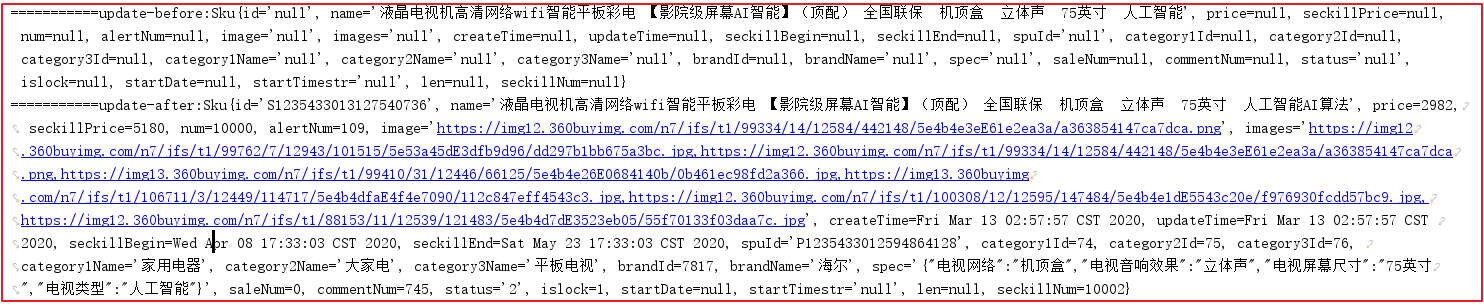 ===========update-before:Sku{id='null', name='液晶电视机高清网络wifi智能平板彩电 【影院级屏幕AI智能】（顶配） 全国联保  机顶盒  立体声  75英寸  人工智能', price=null, seckillPrice=null,
num=null, alertNum=null, image='null', images='null', createTime=null, updateTime=null, seckillBegin=null, seckillEnd=null, spuId='null', category1Id=null, category2Id=null,
category3Id=null, category1Name='null', category2Name='null', category3Name='null', brandId=null, brandName='null', spec='null', saleNum=null, commentNum=null, status='null',
islock=null, startDate=null, startTimestr='null', len=null, seckillNum=null}
===========update-after:Sku{id='S1235433013127540736', name='液晶电视机高清网络wifi智能平板彩电 【影院级屏幕AI智能】（顶配） 全国联保  机顶盒  立体声  75英寸  人工智能AI算法', price=2982,
seckillPrice=5180, num=10000, alertNum=109, image='https://img12.360buyimg.com/n7/jfs/t1/99334/14/12584/442148/5e4b4e3eE61e2ea3a/a363854147ca7dca.png', images='https://img12
.360buyimg.com/n7/jfs/t1/99762/7/12943/101515/5e53a45dE3dfb9d96/dd297b1bb675a3bc.jpg,https://img12.360buyimg.com/n7/jfs/t1/99334/14/12584/442148/5e4b4e3eE61e2ea3a/a363854147ca7dca
.png,https://img13.360buyimg.com/n7/jfs/t1/99410/31/12446/66125/5e4b4e26E0684140b/0b461ec98fd2a366.jpg,https://img13.360buyimg
.com/n7/jfs/t1/106711/3/12449/114717/5e4b4dfaE4f4e7090/112c847eff4543c3.jpg,https://img12.360buyimg.com/n7/jfs/t1/100308/12/12595/147484/5e4b4e1dE5543c20e/f976930fcdd57bc9.jpg,
https://img12.360buyimg.com/n7/jfs/t1/88153/11/12539/121483/5e4b4d7dE3523eb05/55f70133f03daa7c.jpg', createTime=Fri Mar 13 02:57:57 CST 2020, updateTime=Fri Mar 13 02:57:57 CST
2020, seckillBegin=Wed Apr 08 17:33:03 CST 2020, seckillEnd=Sat May 23 17:33:03 CST 2020, spuId='P1235433012594864128', category1Id=74, category2Id=75, category3Id=76,
category1Name='家用电器', category2Name='大家电', category3Name='平板电视', brandId=7817, brandName='海尔', spec='{"电视网络":"机顶盒","电视音响效果":"立体声","电视屏幕尺寸":"75英寸
","电视类型":"人工智能"}', saleNum=0, commentNum=745, status='2', islock=1, startDate=null, startTimestr='null', len=null, seckillNum=10002}